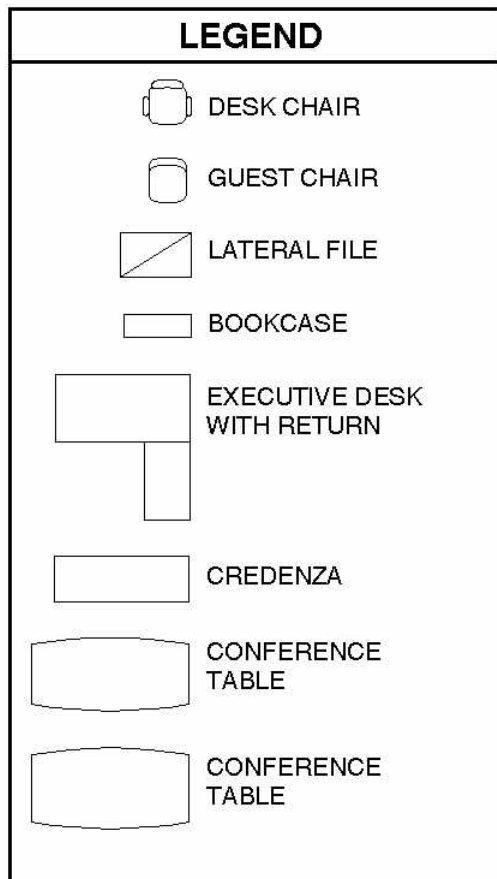 LEGEND
DESK CHAIR
GUEST CHAIR
LATERAL FILE
BOOKCASE
EXECUTIVE DESK
WITH RETURN
CREDENZA
CONFERENCE
TABLE
CONFERENCE
TABLE